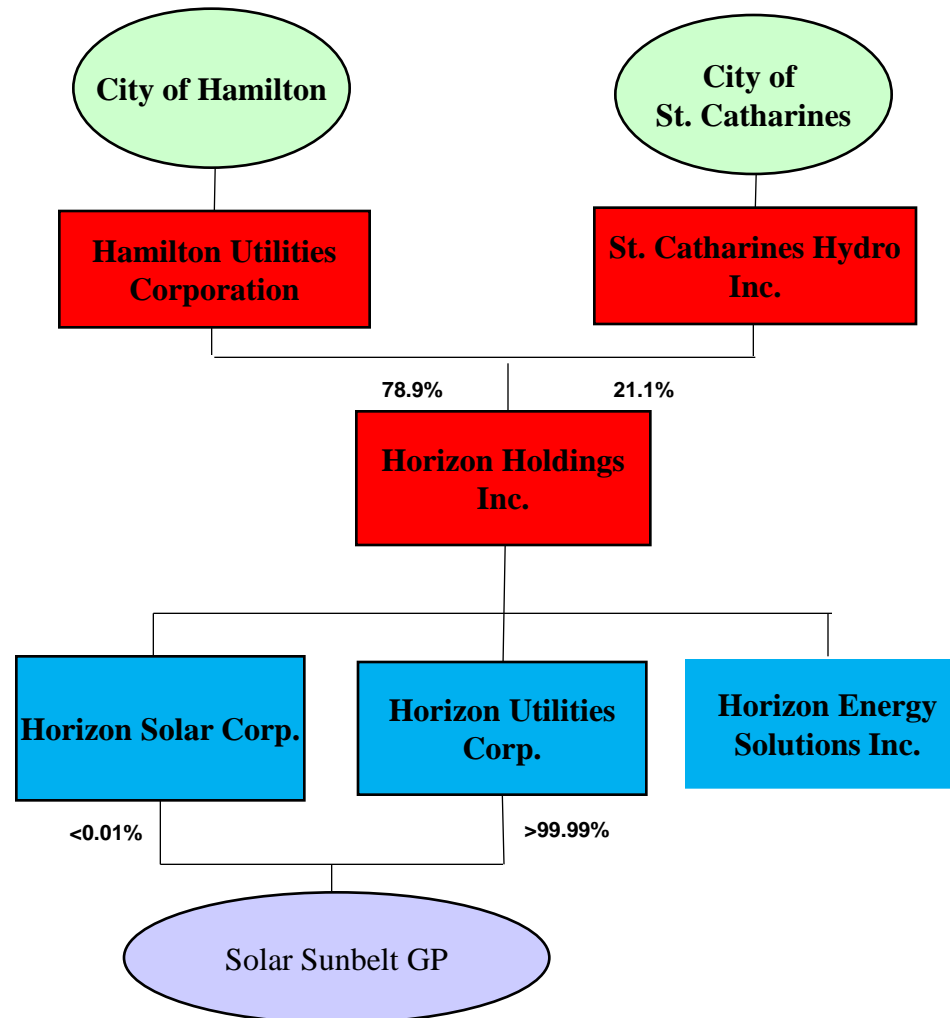 City of Hamilton
City of
St. Catharines
Hamilton Utilities
Corporation
St. Catharines Hydro
Inc.
78.9%
21.1%
Horizon Holdings
Inc.
Horizon Solar Corp.
Horizon Utilities
Corp.
Horizon Energy
Solutions Inc.
<0.01%
>99.99%
Solar Sunbelt GP